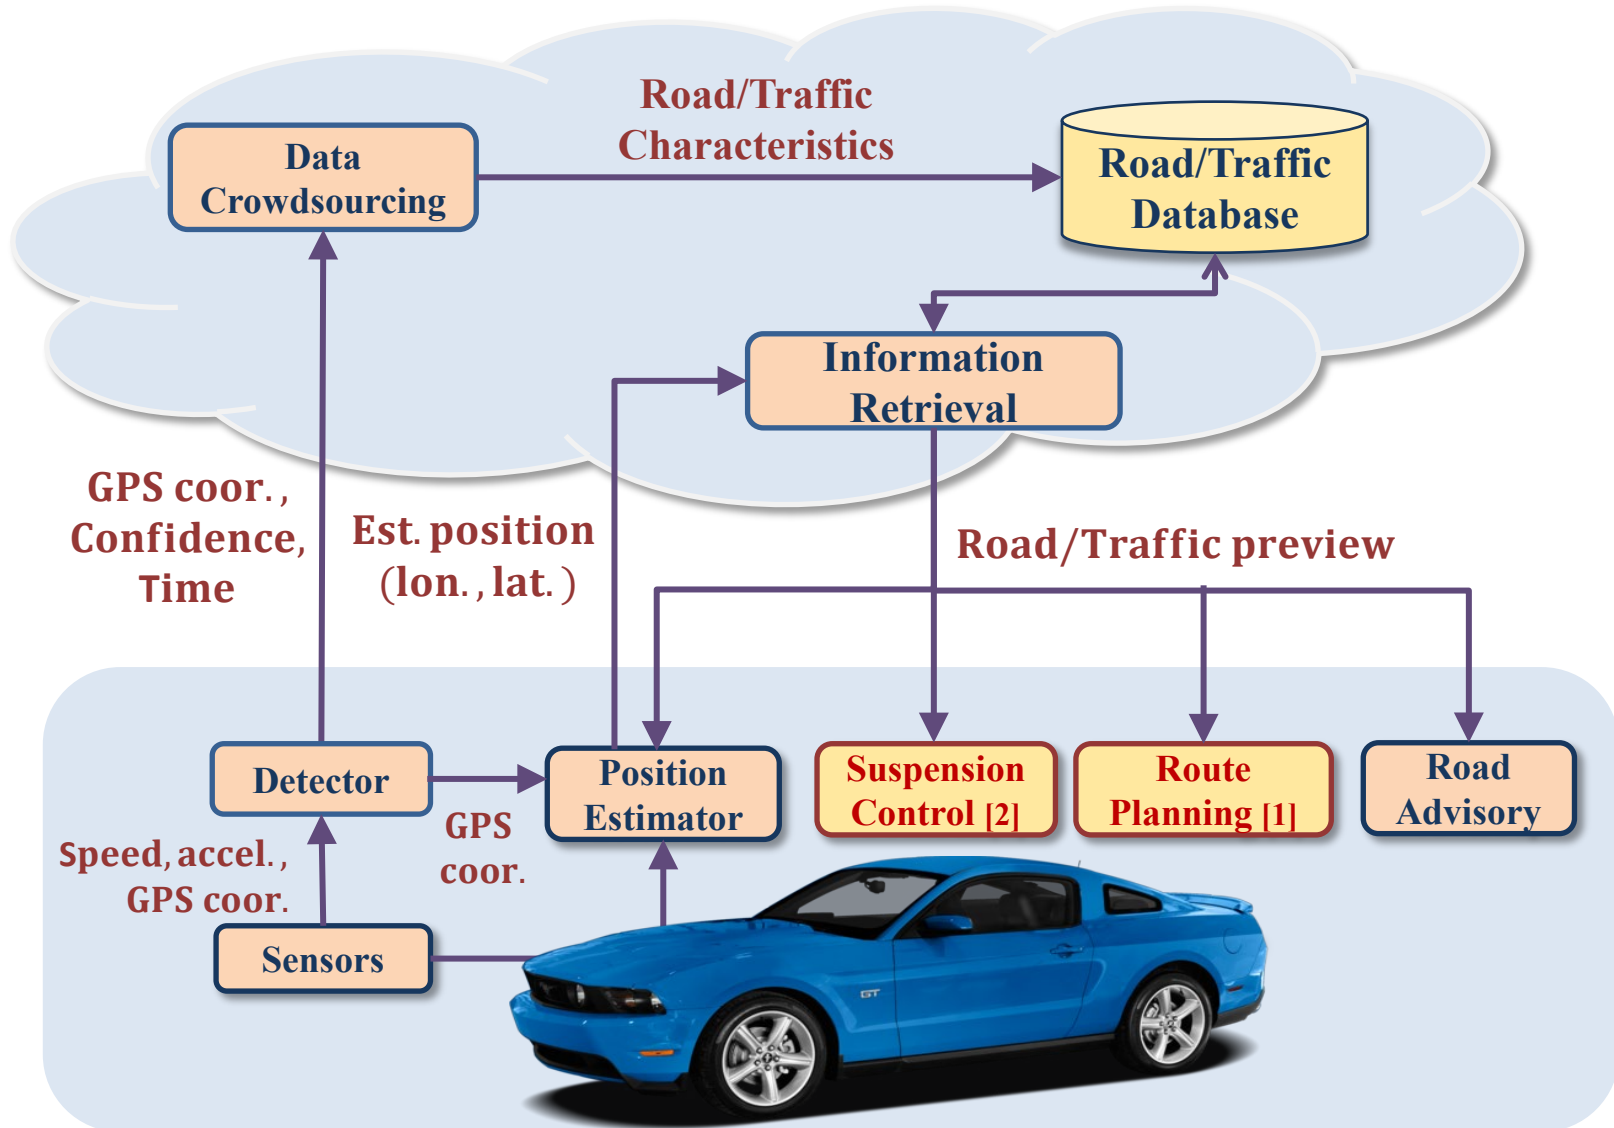 Road/Traffic
Characteristics
Data
Crowdsourcing
Road/Traffic
Database
Information
Retrieval
GPS coor. ,
Confidence,
Time
Est. position
(lon. , lat. )
Road/Traffic preview
Detector
Position
Estimator
Suspension
Control [2]
Route
Planning [1]
Road
Advisory
GPS
coor.
Speed, accel. ,
GPS coor.
Sensors
GT